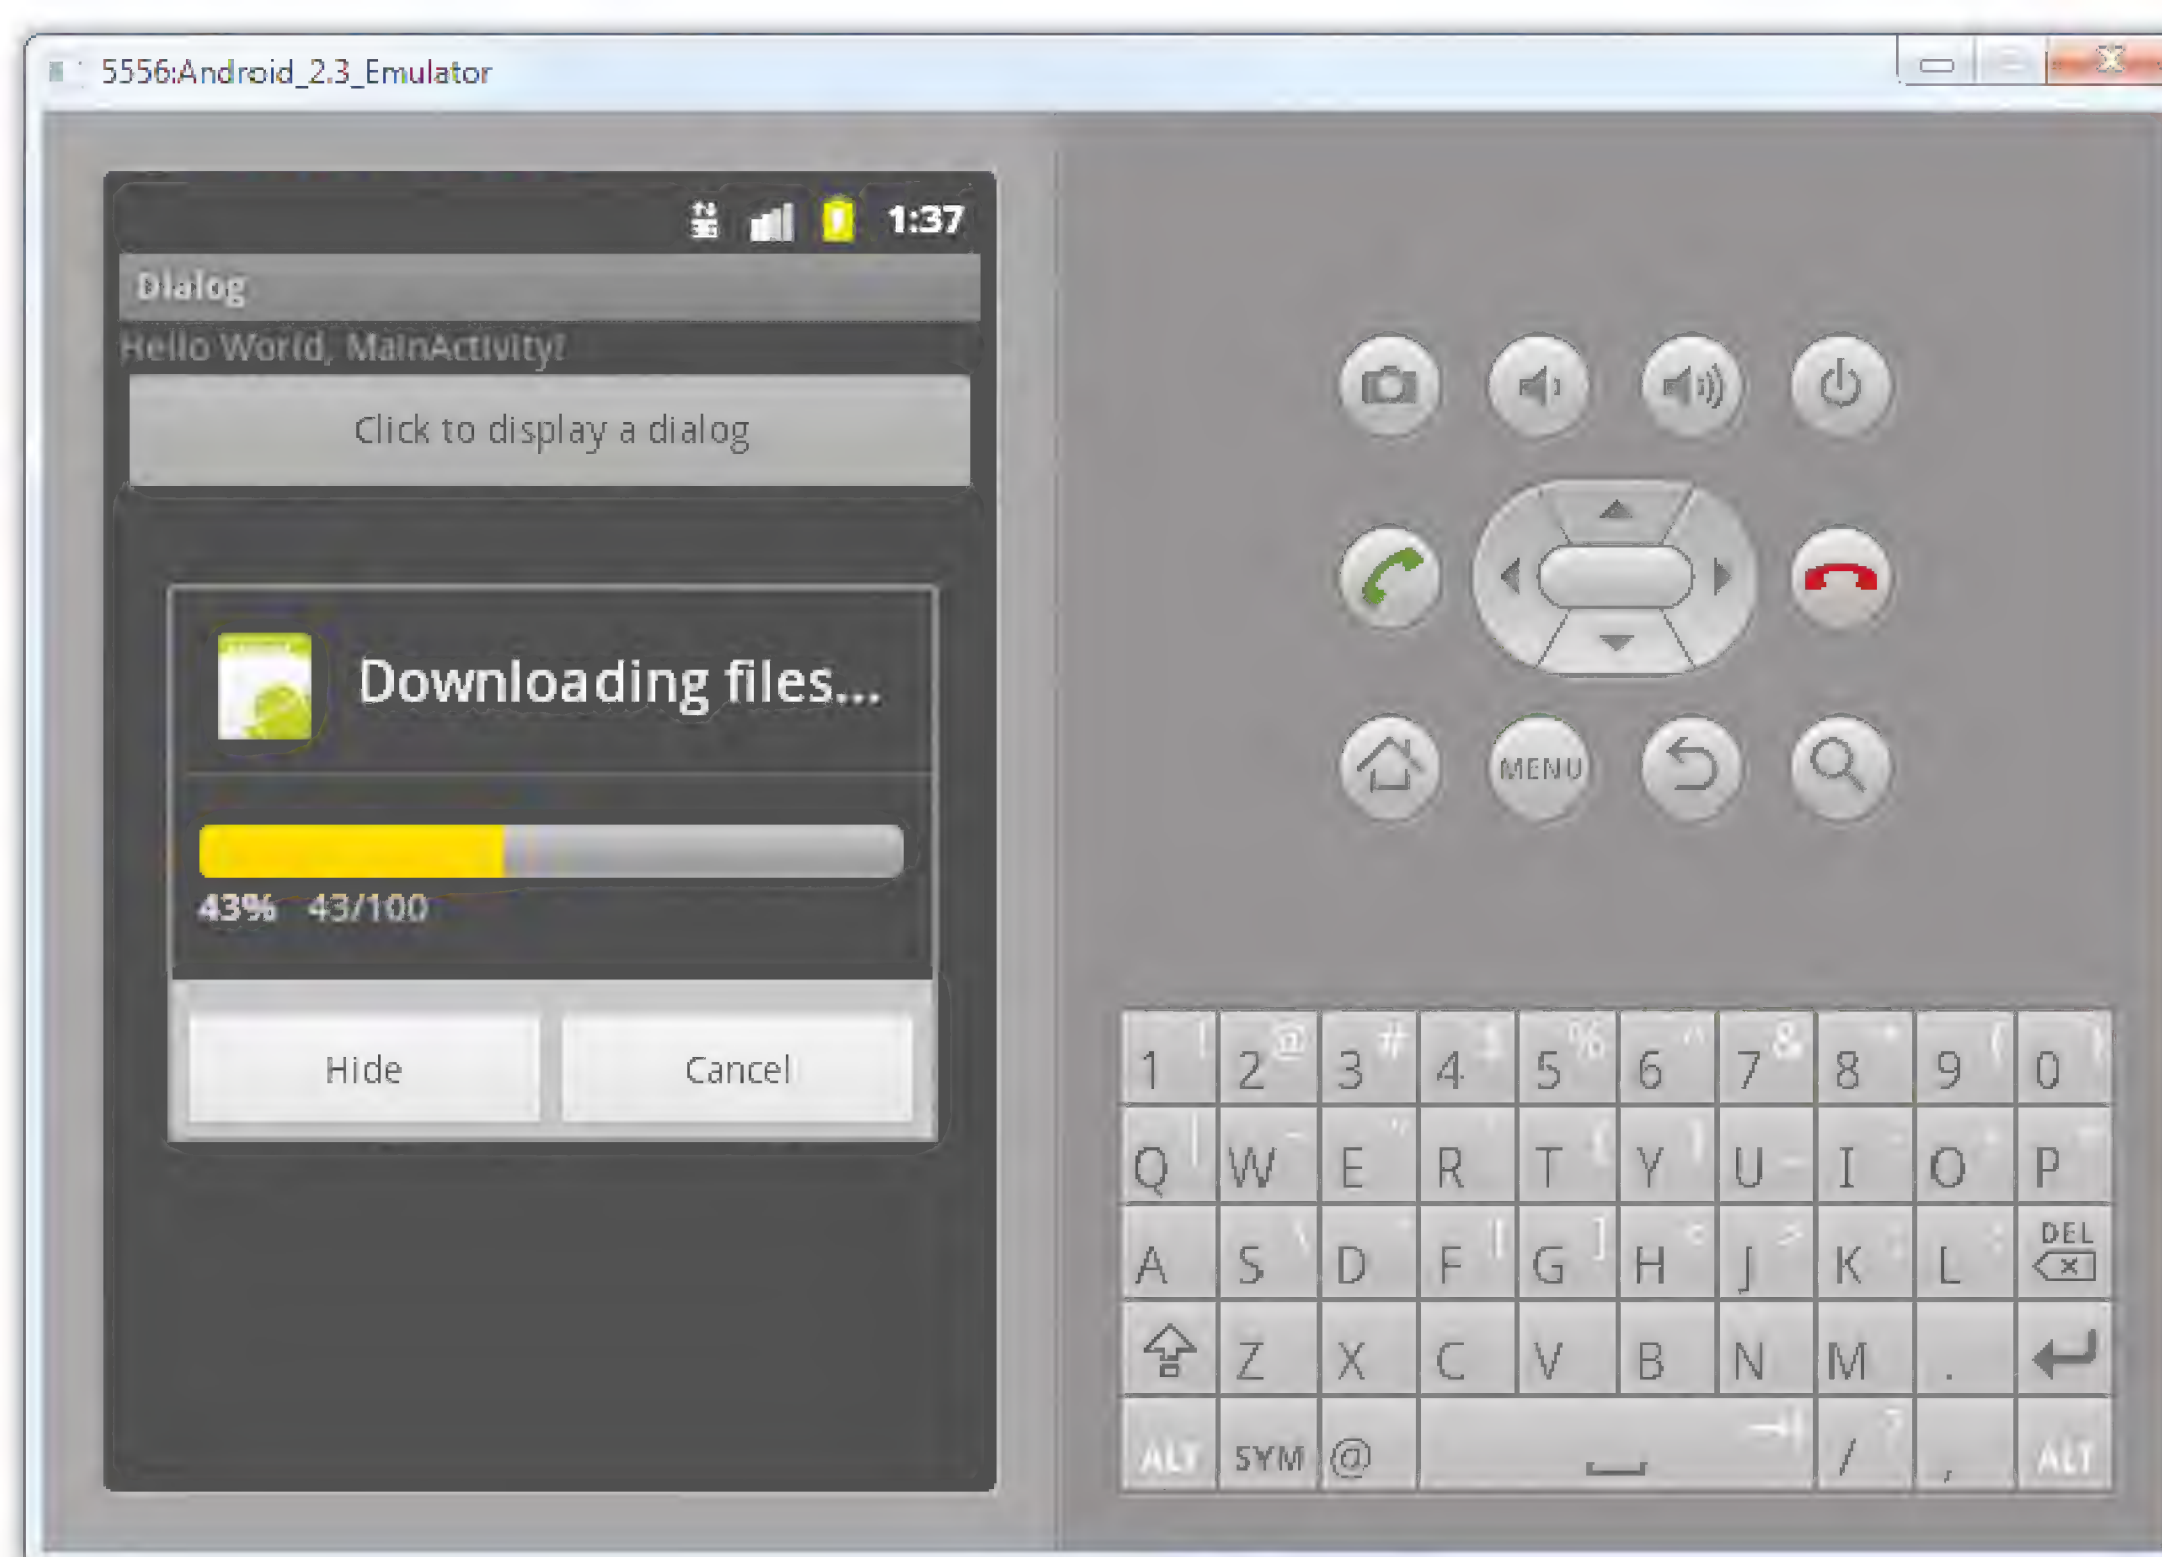 5556:Android_2.3_Emulator
1:37
Dialog
Hello World, MainActivity!
Click to display a dialog
Downloading files...
43% 43/100
Hide Cancel
MENU
1 2 @ 3 # 4 5 % 6 ^ 7 & 8 * 9 ( 0 )
Q W E R T Y U I O P
A S D F [ G ] H < J > K L DEL
Z X C V B N M .
ALT SYM @ / ? , ALT